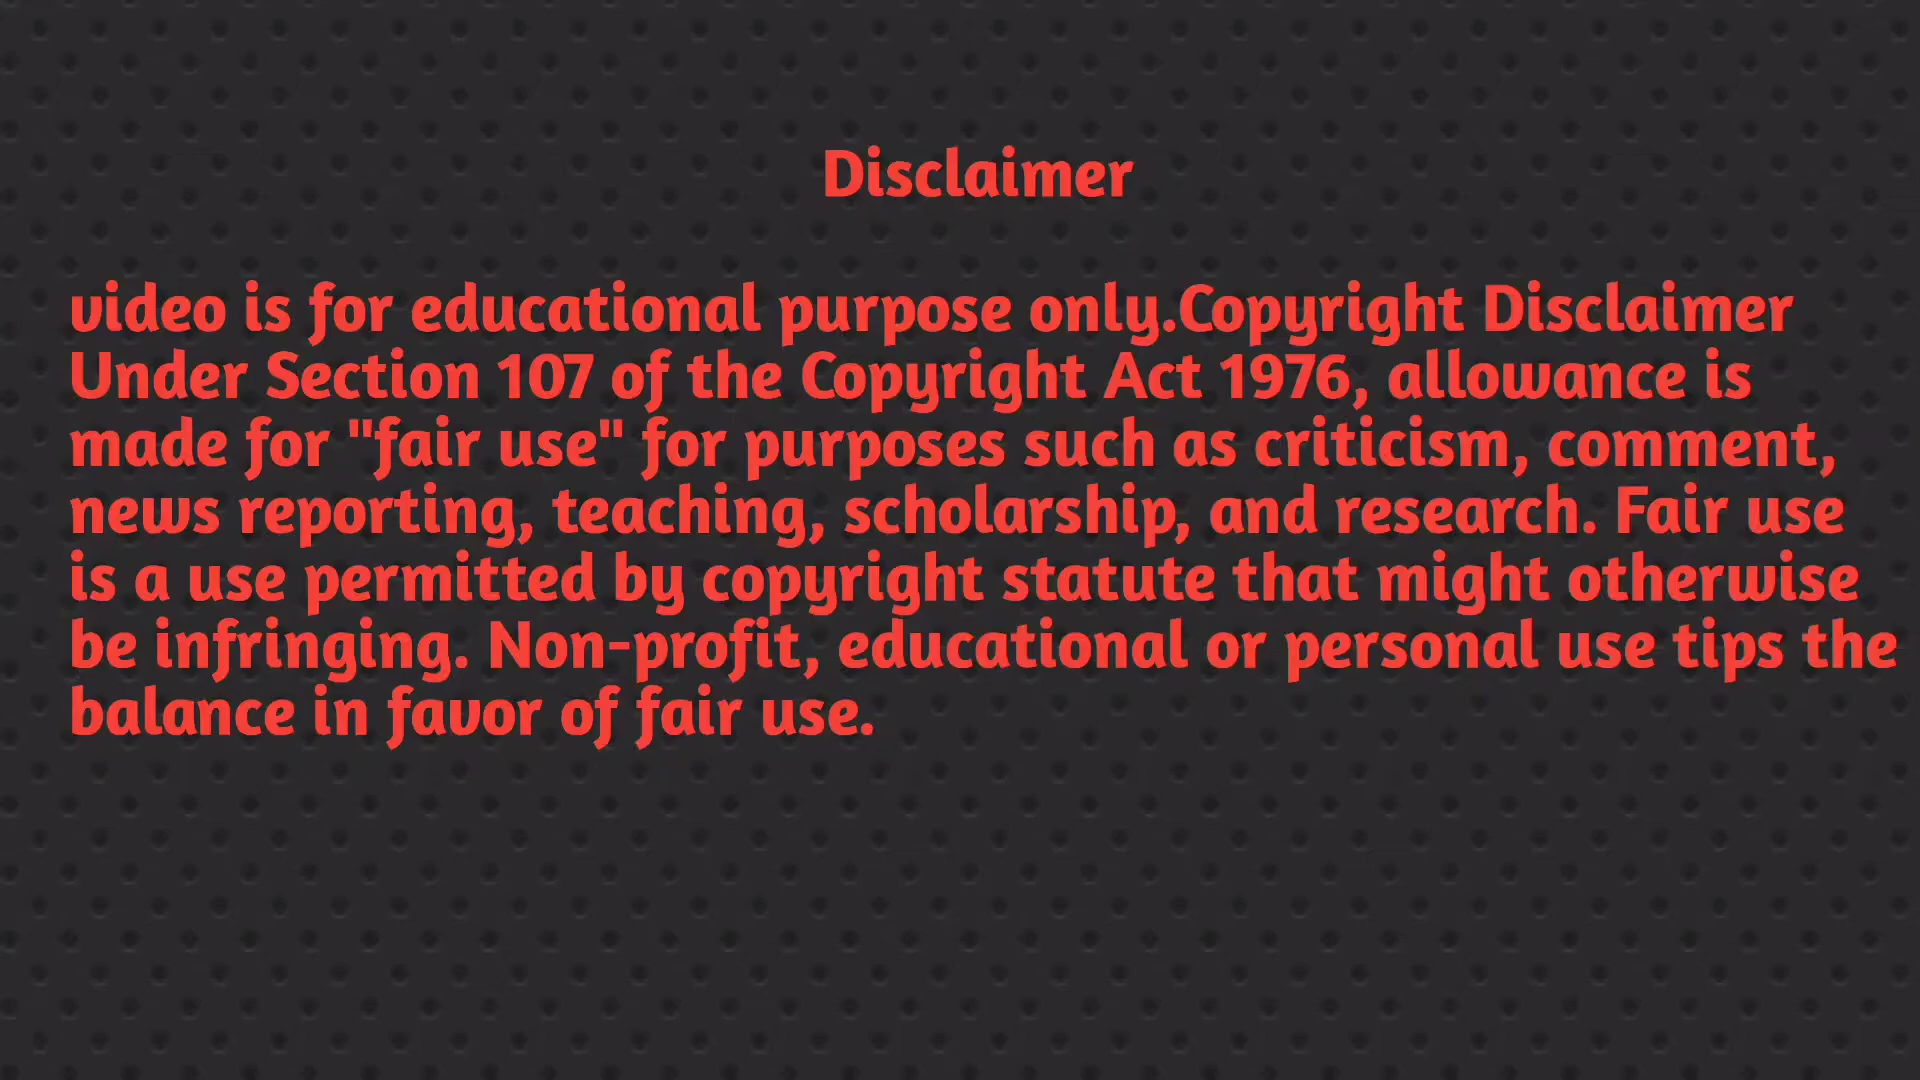 Disclaimer
video is for educational purpose only.Copyright Disclaimer
Under Section 107 of the Copyright Act 1976, allowance is
made for "fair use" for purposes such as criticism, comment,
news reporting, teaching, scholarship, and research. Fair use
is a use permitted by copyright statute that might otherwise
be infringing. Non-profit, educational or personal use tips the
balance in favor of fair use.